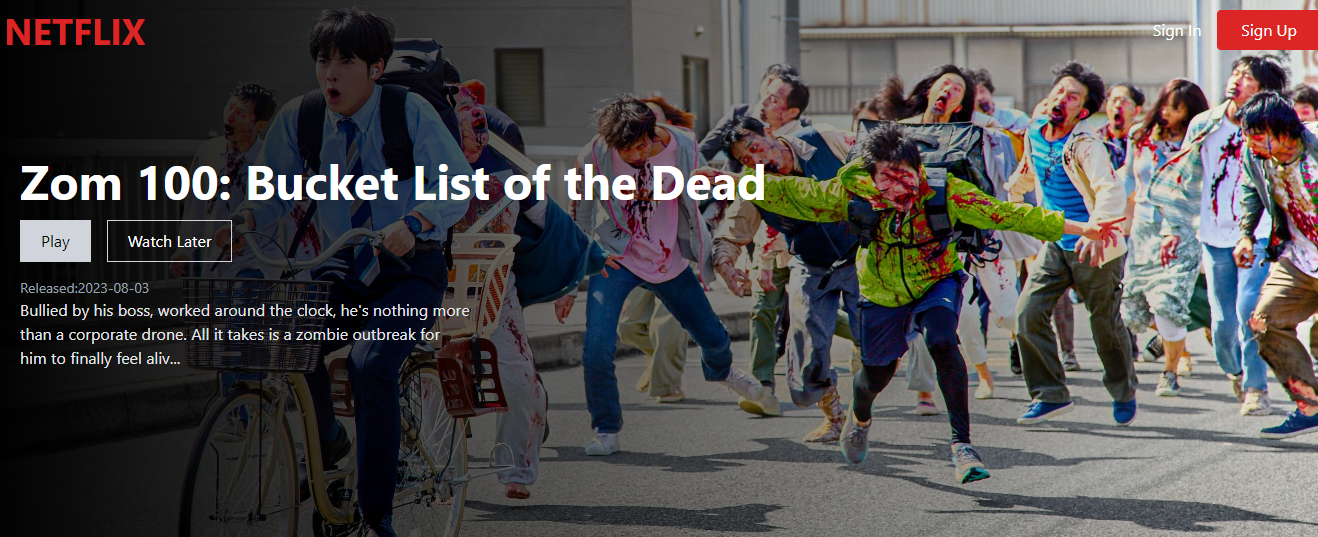 NETFLIX
Sign In
Sign Up
Zom 100: Bucket List of the Dead
Play
Watch Later
Released:2023-08-03
Bullied by his boss, worked around the clock, he's nothing more
than a corporate drone. All it takes is a zombie outbreak for
him to finally feel aliv...